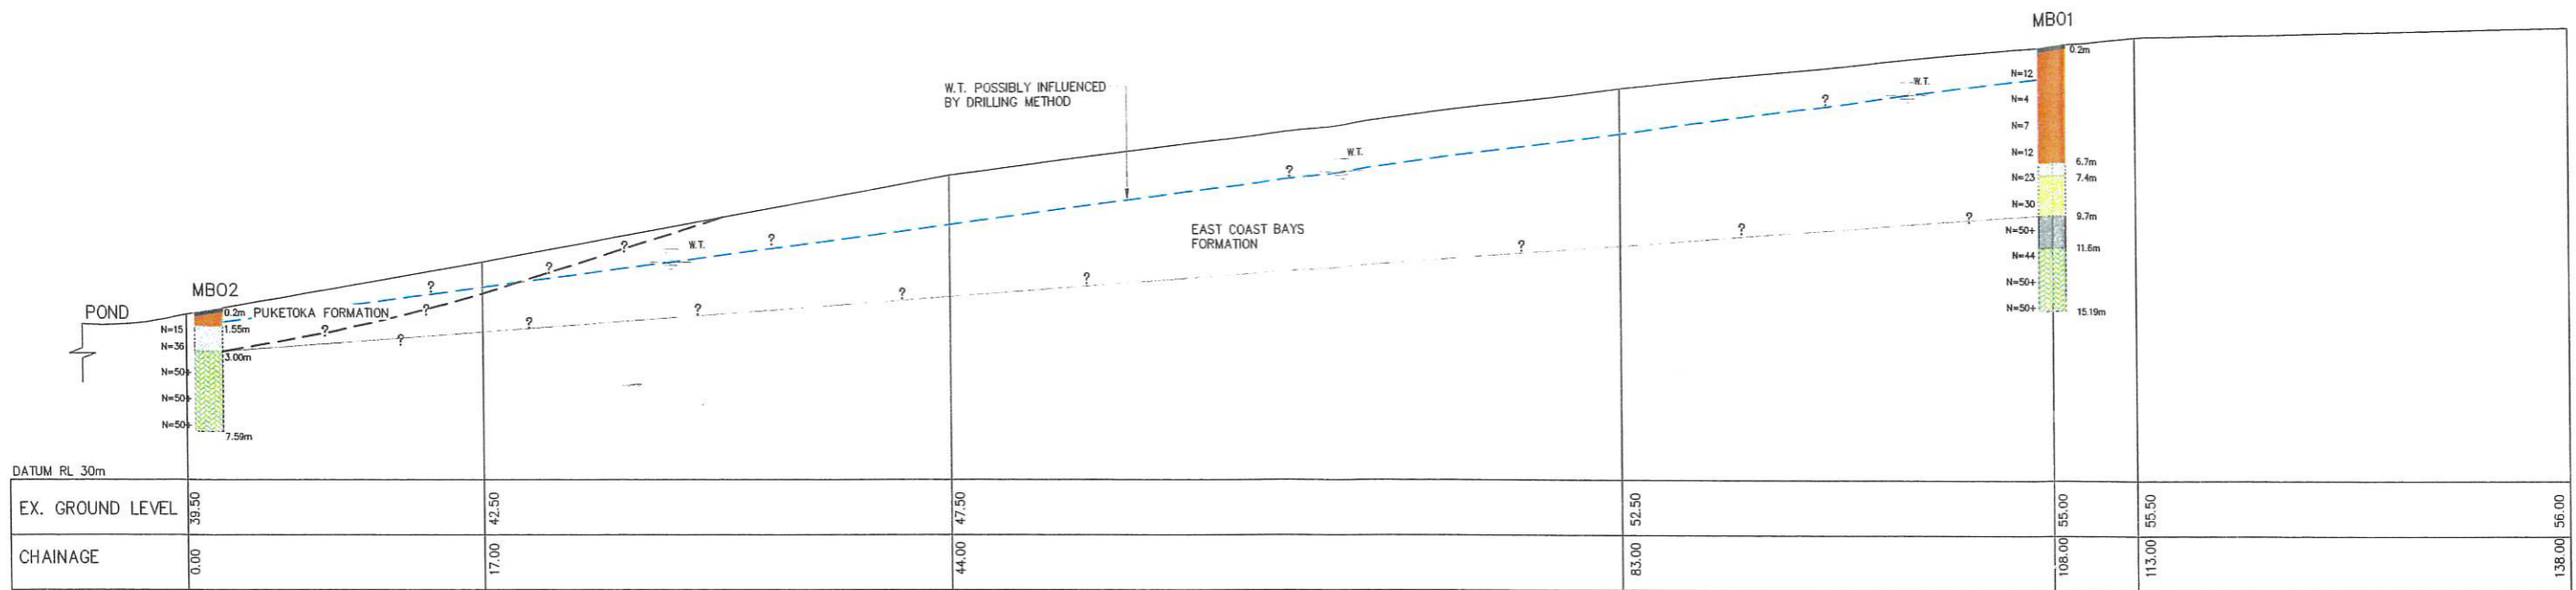 MB01
0.2m
N=12
W.T.
W.T. POSSIBLY INFLUENCED
BY DRILLING METHOD
?
N=4
N=7
N=12
W.T.
6.7m
?
N=23
7.4m
N=30
EAST COAST BAYS
FORMATION
?
9.7m
?
N=50+
?
?
W.T.
?
11.6m
N=44
?
?
N=50+
?
MB02
?
N=50+
15.19m
POND
0.2m
PUKETOKA FORMATION
?
?
?
N=15
1.55m
?
?
N=36
?
3.00m
N=50+
N=50+
N=50+
7.59m
DATUM RL 30m
EX. GROUND LEVEL
39.50
42.50
47.50
52.50
55.00
55.50
56.00
CHAINAGE
0.00
17.00
44.00
83.00
108.00
113.00
138.00